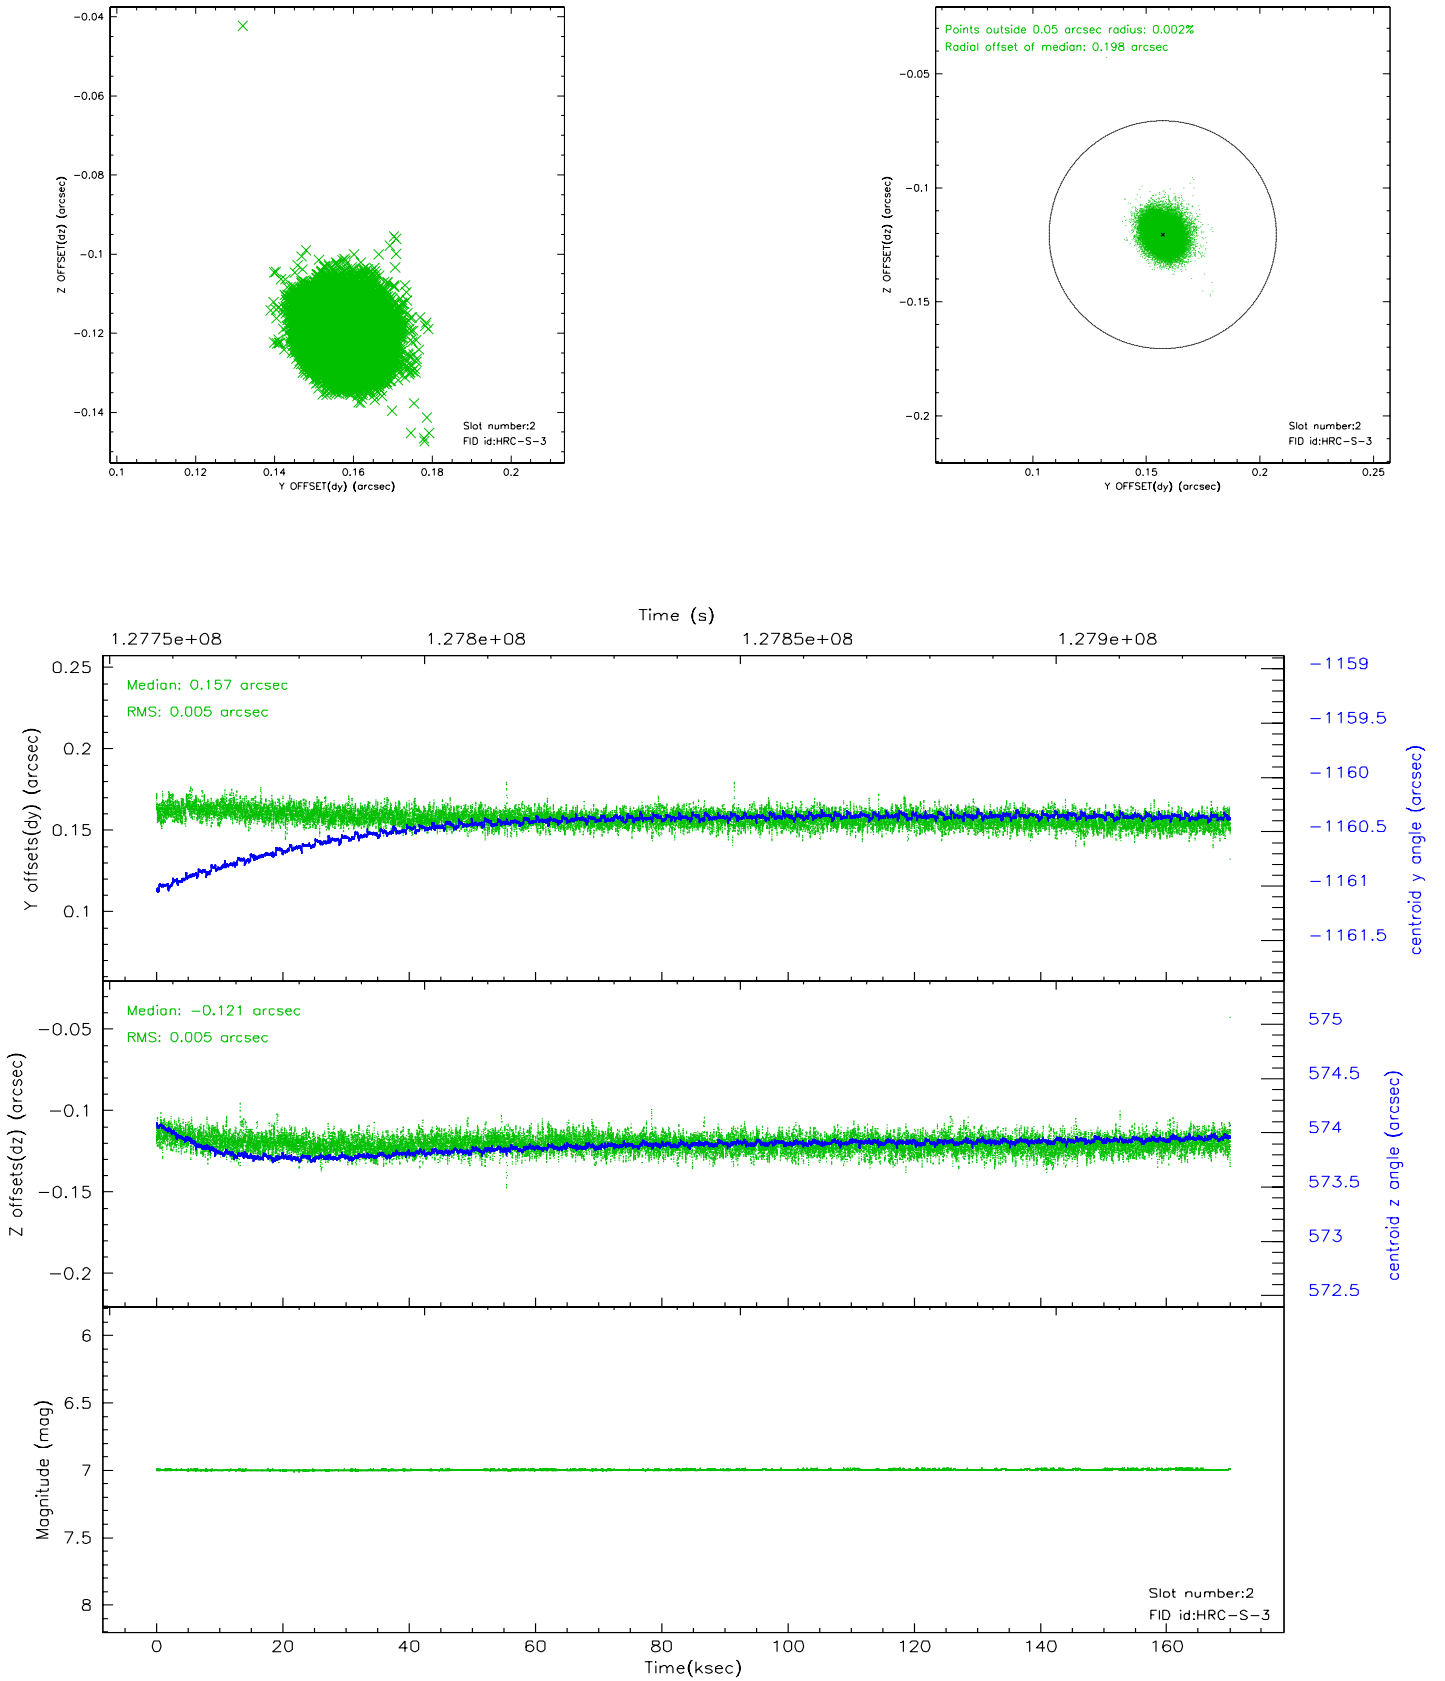 -0.04
-0.06
-0.08
-0.1
-0.12
-0.14
Z OFFSET(dz) (arcsec)
0.1 0.12 0.14 0.16 0.18 0.2
Y OFFSET(dy) (arcsec)
Slot number:2
FID id:HRC-S-3
Points outside 0.05 arcsec radius: 0.002%
Radial offset of median: 0.198 arcsec
-0.05
-0.1
-0.15
-0.2
Z OFFSET(dz) (arcsec)
0.1 0.15 0.2 0.25
Y OFFSET(dy) (arcsec)
Slot number:2
FID id:HRC-S-3
Time (s)
1.2775e+08 1.278e+08 1.2785e+08 1.279e+08
0.25
0.2
0.15
0.1
Y offsets(dy) (arcsec)
Median: 0.157 arcsec
RMS: 0.005 arcsec
-1159
-1159.5
-1160
-1160.5
-1161
-1161.5
centroid y angle (arcsec)
-0.05
-0.1
-0.15
-0.2
Z offsets(dz) (arcsec)
Median: -0.121 arcsec
RMS: 0.005 arcsec
575
574.5
574
573.5
573
572.5
centroid z angle (arcsec)
6
6.5
7
7.5
8
Magnitude (mag)
Slot number:2
FID id:HRC-S-3
0 20 40 60 80 100 120 140 160
Time(ksec)